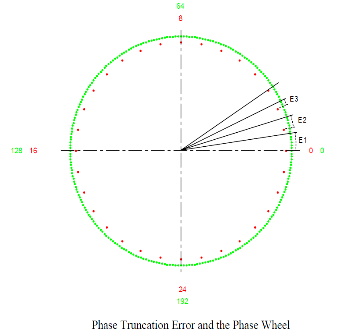 64
8
E3
E2
E1
128 16
0 0
24
192
Phase Truncation Error and the Phase Wheel